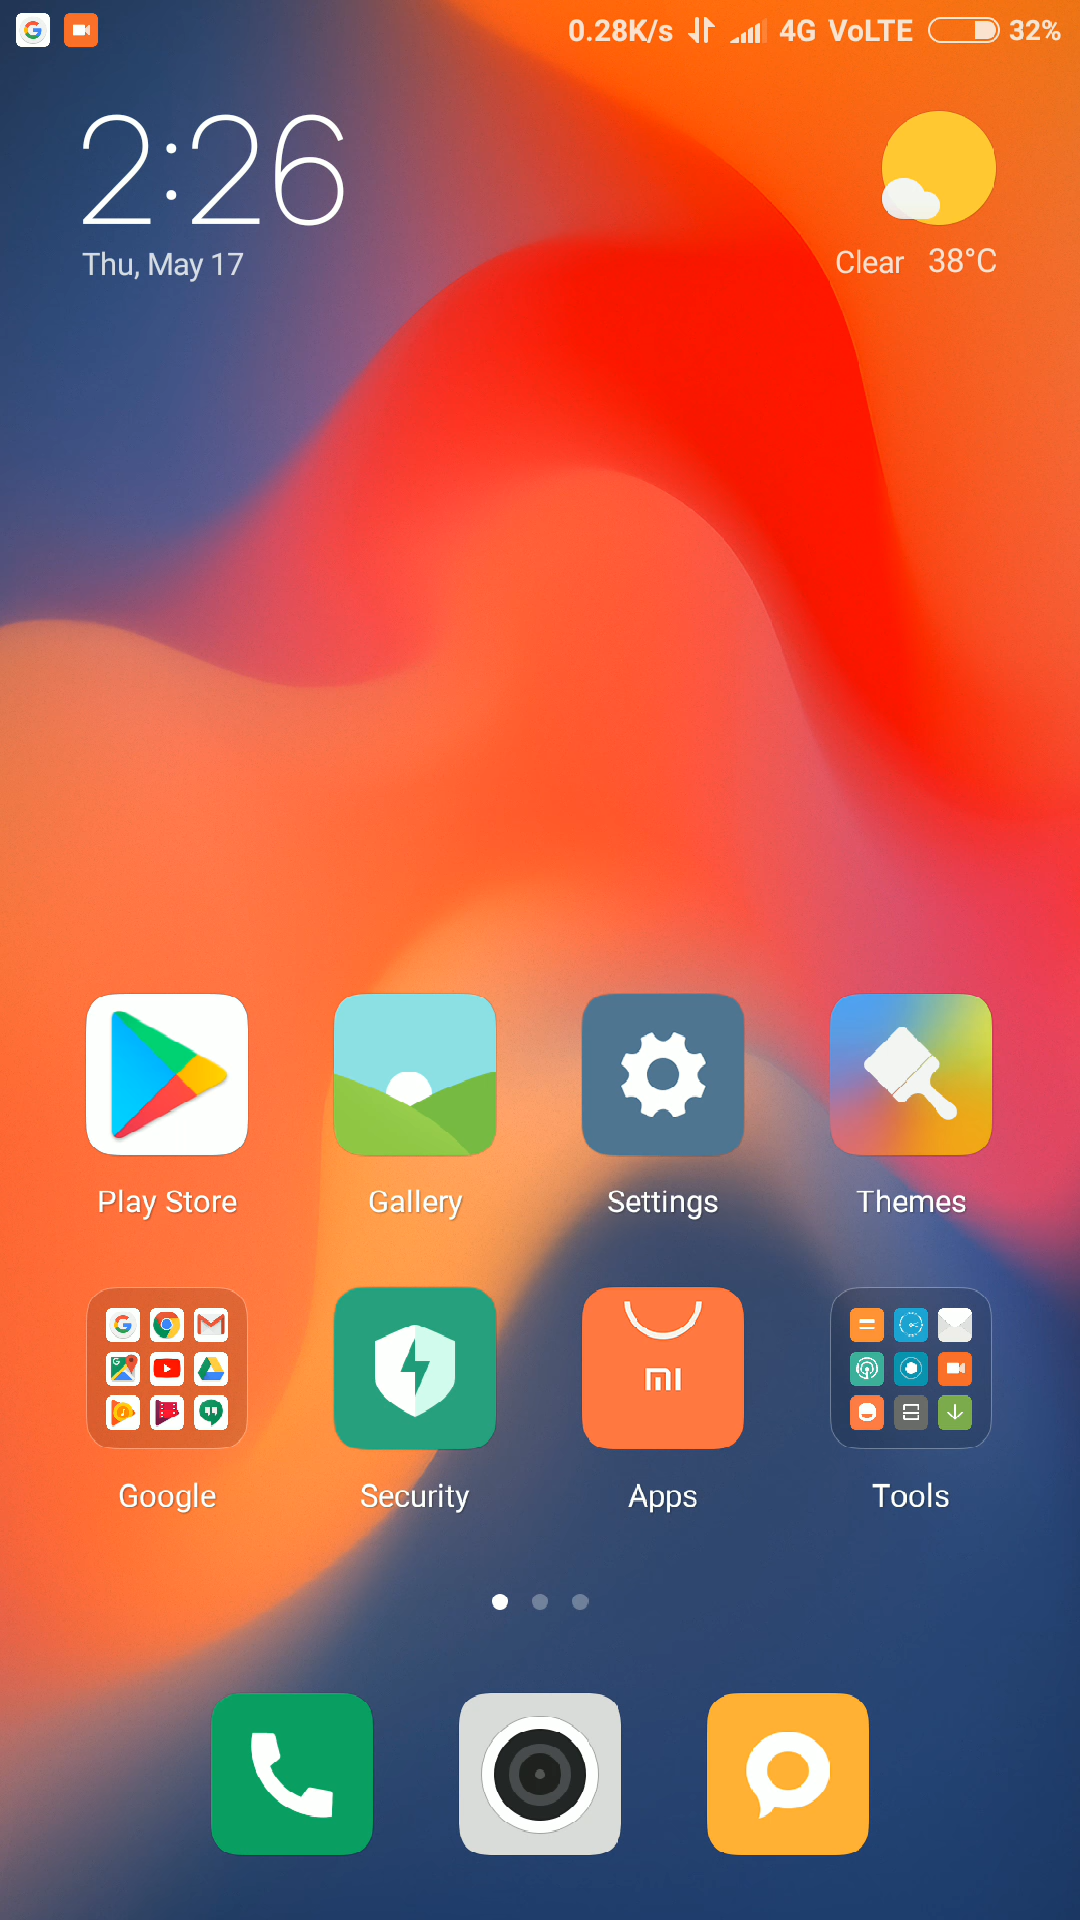 0.28K/s 4G VoLTE 32%
2:26
Thu, May 17
Clear 38°C
Play Store Gallery Settings Themes
Google Security Apps Tools